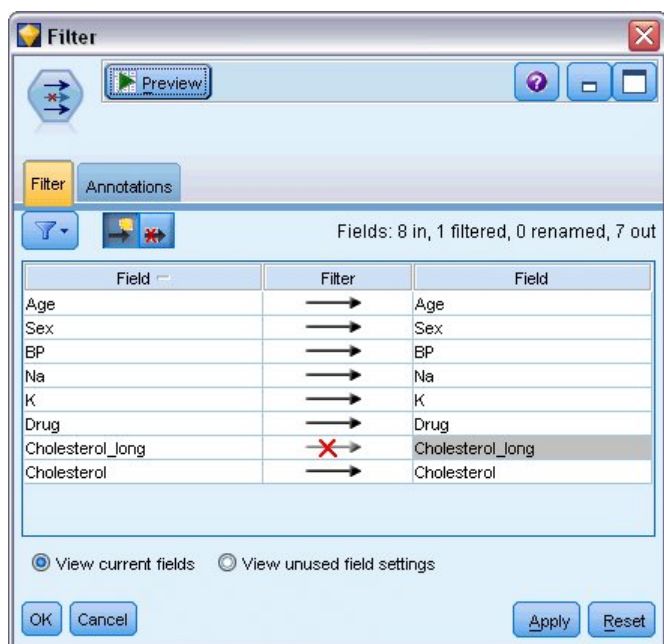 Filter
Preview
Filter Annotations
Fields: 8 in, 1 filtered, 0 renamed, 7 out
Field Filter Field
Age Age
Sex Sex
BP BP
Na Na
K K
Drug Drug
Cholesterol_long Cholesterol_long
Cholesterol Cholesterol
View current fields View unused field settings
OK Cancel Apply Reset